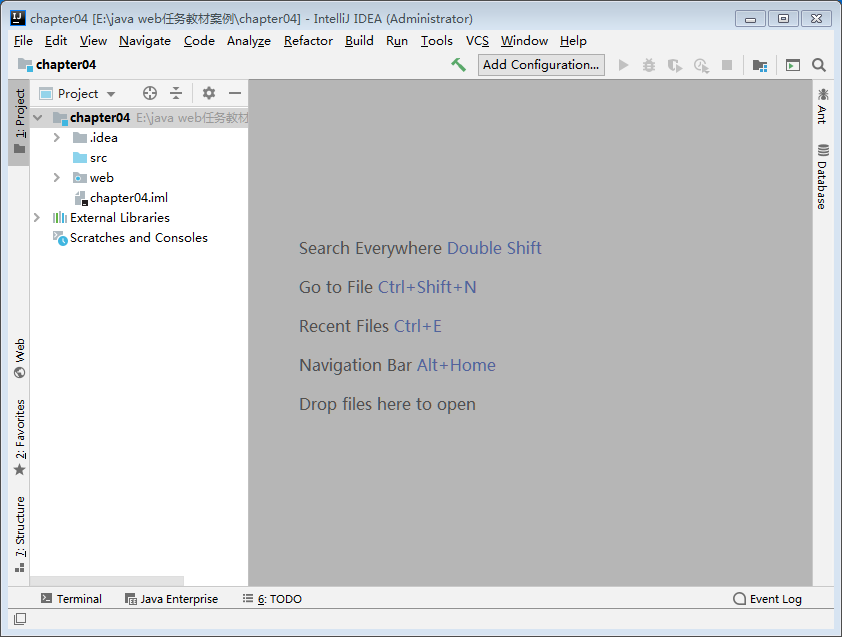 chapter04 [E:\java web任务教材案例\chapter04] - IntelliJ IDEA (Administrator)
File Edit View Navigate Code Analyze Refactor Build Run Tools VCS Window Help
chapter04
Add Configuration...
1: Project
Project
chapter04 E:\java web任务教材
.idea
src
web
chapter04.iml
External Libraries
Scratches and Consoles
Search Everywhere Double Shift
Go to File Ctrl+Shift+N
Recent Files Ctrl+E
Navigation Bar Alt+Home
Drop files here to open
Ant
Database
Web
2: Favorites
7: Structure
Terminal Java Enterprise 6: TODO Event Log